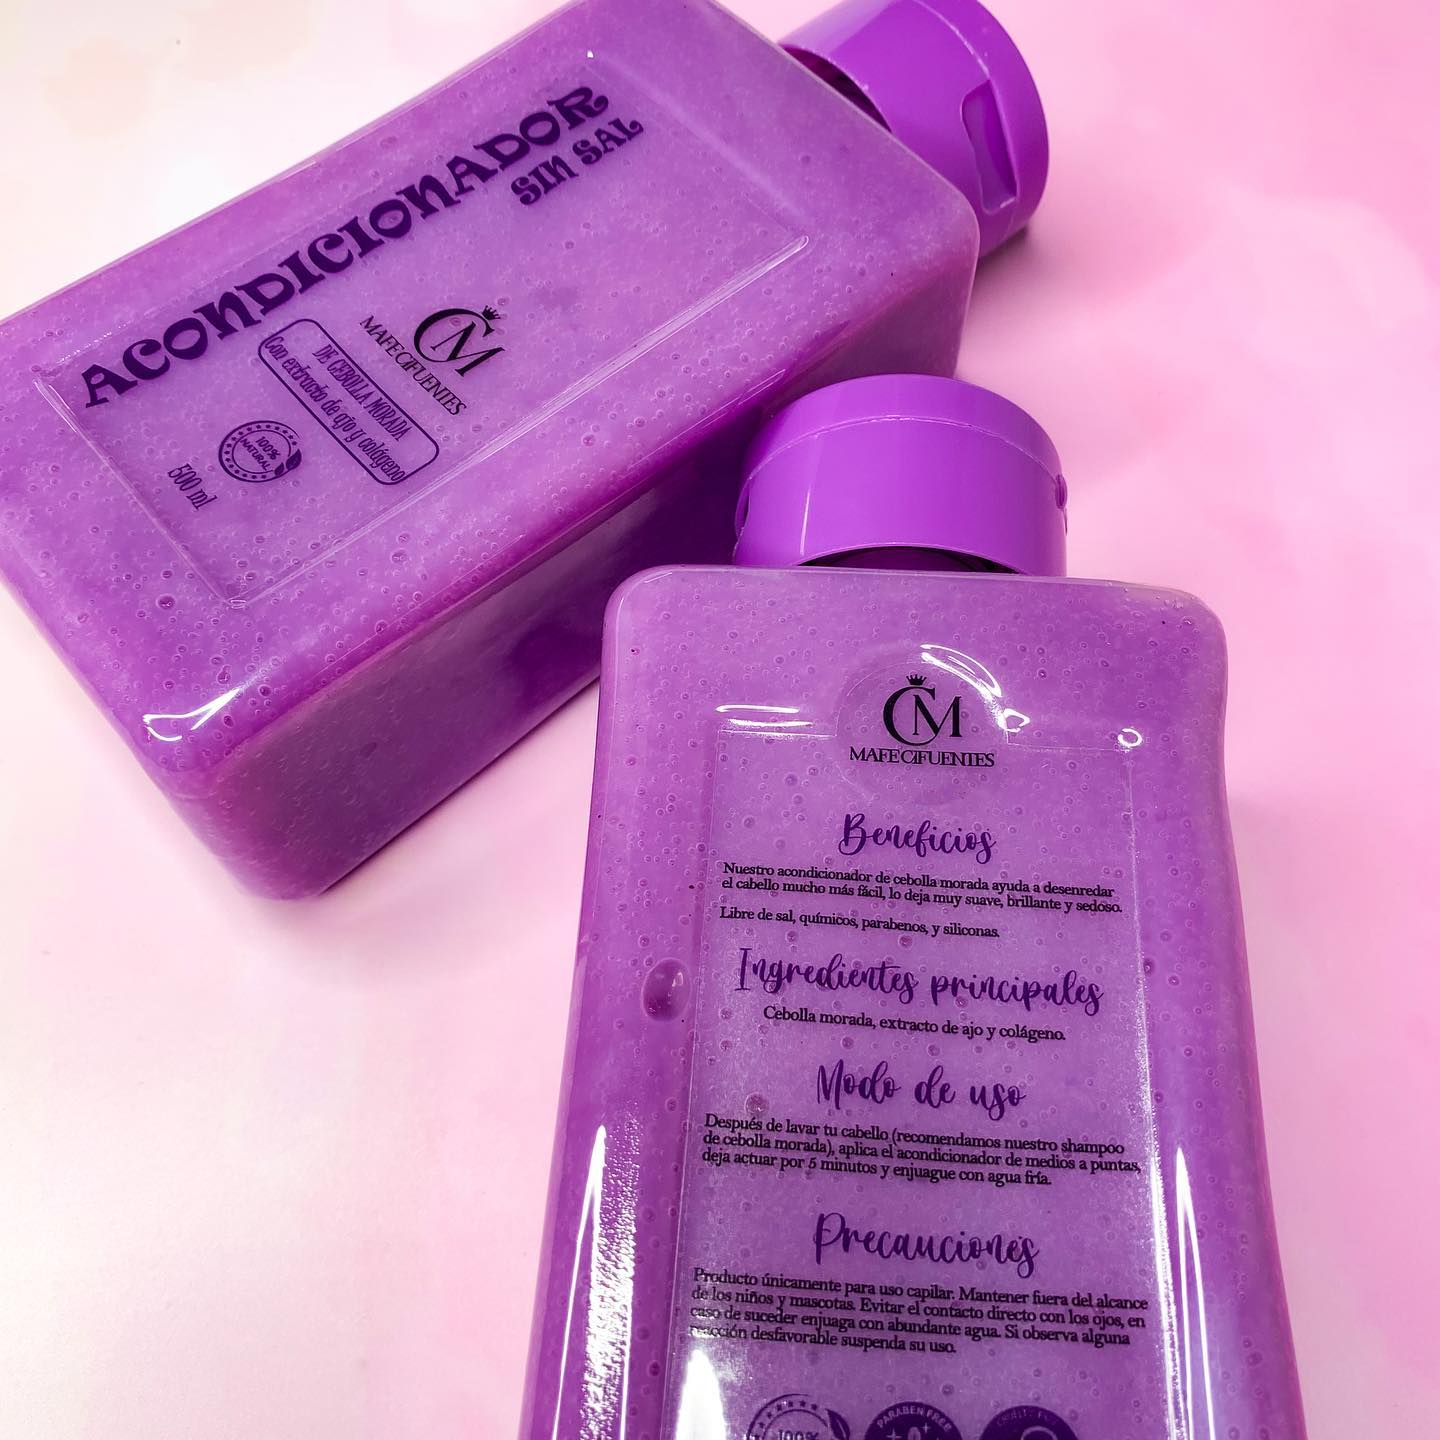 ACONDICIONADOR
SIN SAL
CM
MAFE CIFUENTES
DE CEBOLLA MORADA
Con extracto de ajo y colágeno
100%
NATURAL
500 ml
CM
MAFE CIFUENTES
Beneficios
Nuestro acondicionador de cebolla morada ayuda a desenredar
el cabello mucho más fácil, lo deja muy suave, brillante y sedoso.
Libre de sal, químicos, parabenos, y siliconas.
Ingredientes principales
Cebolla morada, extracto de ajo y colágeno.
Modo de uso
Después de lavar tu cabello (recomendamos nuestro shampoo
de cebolla morada), aplica el acondicionador de medios a puntas,
deja actuar por 5 minutos y enjuague con agua fría.
Precauciones
Producto únicamente para uso capilar. Mantener fuera del alcance
de los niños y mascotas. Evitar el contacto directo con los ojos, en
caso de suceder enjuaga con abundante agua. Si observa alguna
reacción desfavorable suspenda su uso.
100%
PARABEN FREE